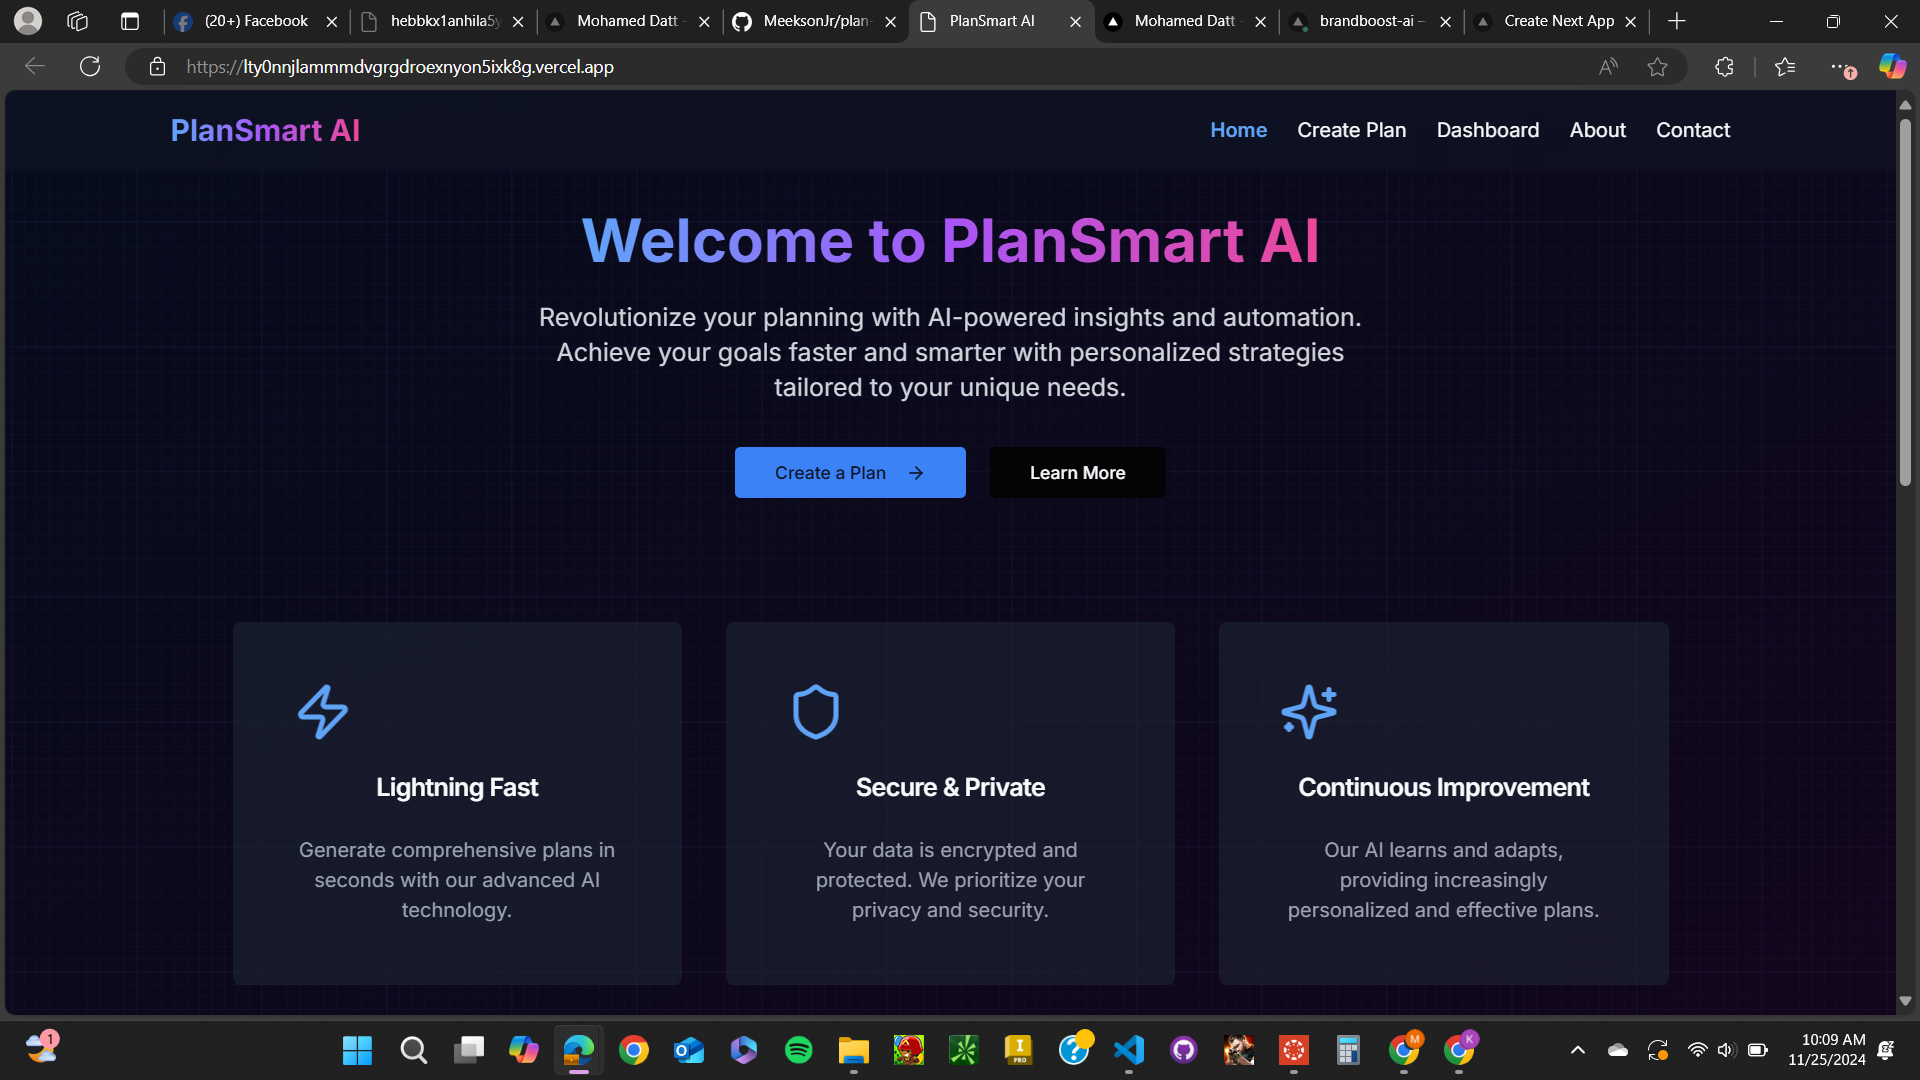 (20+) Facebook
hebbkx1anhila5y
Mohamed Datt -
MeeksonJr/plan-
PlanSmart AI
Mohamed Datt -
brandboost-ai –
Create Next App
https://lty0nnjlammmdvgrgdroexnyon5ixk8g.vercel.app
PlanSmart AI
Home
Create Plan
Dashboard
About
Contact
Welcome to PlanSmart AI
Revolutionize your planning with AI-powered insights and automation.
Achieve your goals faster and smarter with personalized strategies
tailored to your unique needs.
Create a Plan
Learn More
Lightning Fast
Generate comprehensive plans in
seconds with our advanced AI
technology.
Secure & Private
Your data is encrypted and
protected. We prioritize your
privacy and security.
Continuous Improvement
Our AI learns and adapts,
providing increasingly
personalized and effective plans.
1
I
PRO
M
K
10:09 AM
11/25/2024